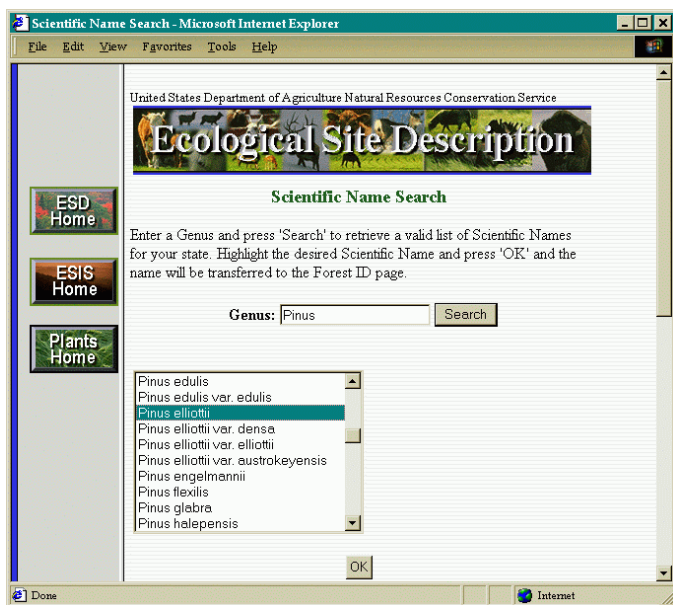 Scientific Name Search - Microsoft Internet Explorer
File Edit View Favorites Tools Help
United States Department of Agriculture Natural Resources Conservation Service
Ecological Site Description
ESD
Home
ESIS
Home
Plants
Home
Scientific Name Search
Enter a Genus and press 'Search' to retrieve a valid list of Scientific Names
for your state. Highlight the desired Scientific Name and press 'OK' and the
name will be transferred to the Forest ID page.
Genus: Pinus Search
Pinus edulis
Pinus edulis var. edulis
Pinus elliottii
Pinus elliottii var. densa
Pinus elliottii var. elliottii
Pinus elliottii var. austrokeyensis
Pinus engelmannii
Pinus flexilis
Pinus glabra
Pinus halepensis
OK
Done Internet